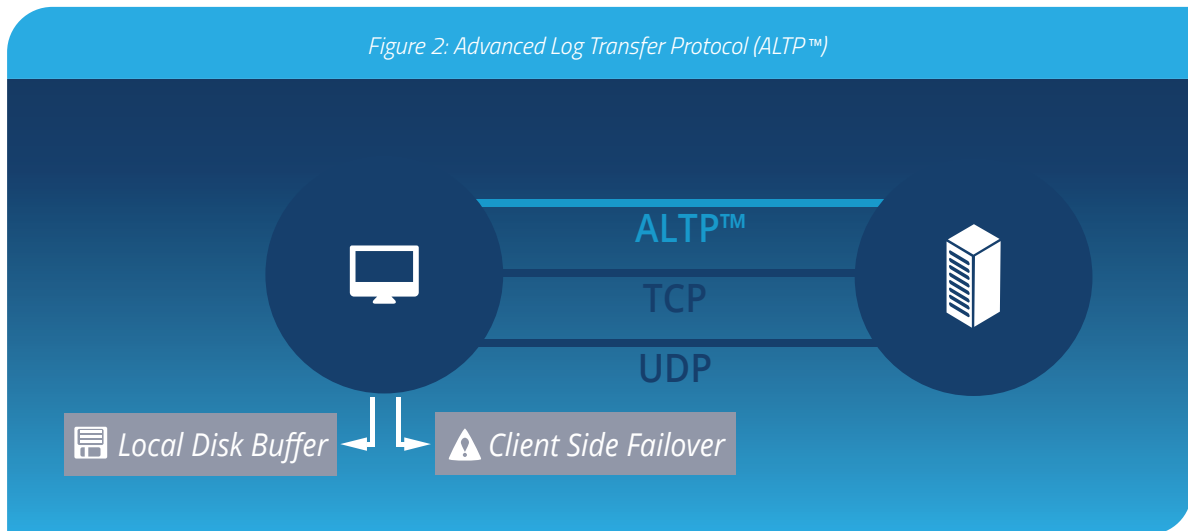 Figure 2: Advanced Log Transfer Protocol (ALTP™)
ALTP™
TCP
UDP
Local Disk Buffer
Client Side Failover